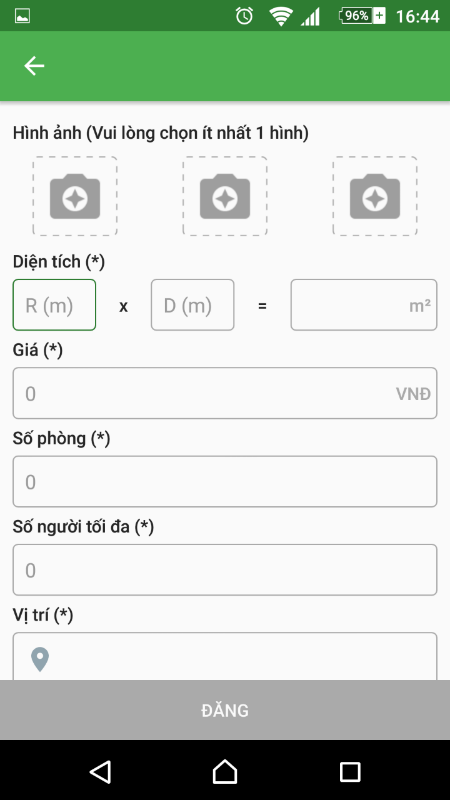 96% 16:44
Hình ảnh (Vui lòng chọn ít nhất 1 hình)
Diện tích (*)
R (m) x D (m) = m²
Giá (*)
0 VNĐ
Số phòng (*)
0
Số người tối đa (*)
0
Vị trí (*)
ĐĂNG